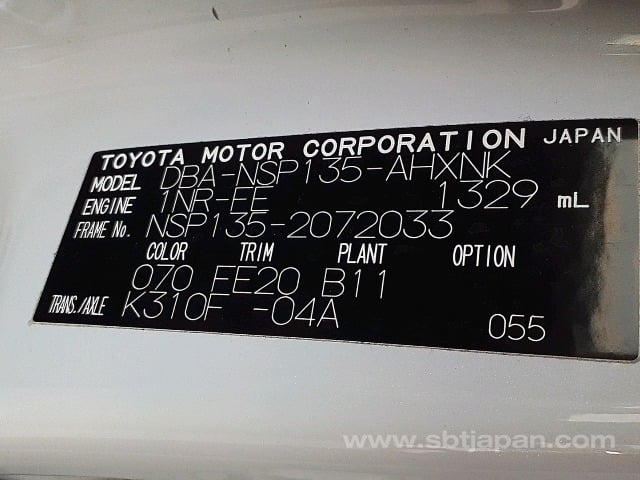 TOYOTA MOTOR CORPORATION JAPAN
MODEL DBA-NSP135-AHXNK
ENGINE 1NR-FE 1329 mL
FRAME No. NSP135-2072033
COLOR TRIM PLANT OPTION
070 FE20 B11
TRANS./AXLE K310F -04A
055
www.sbtjapan.com